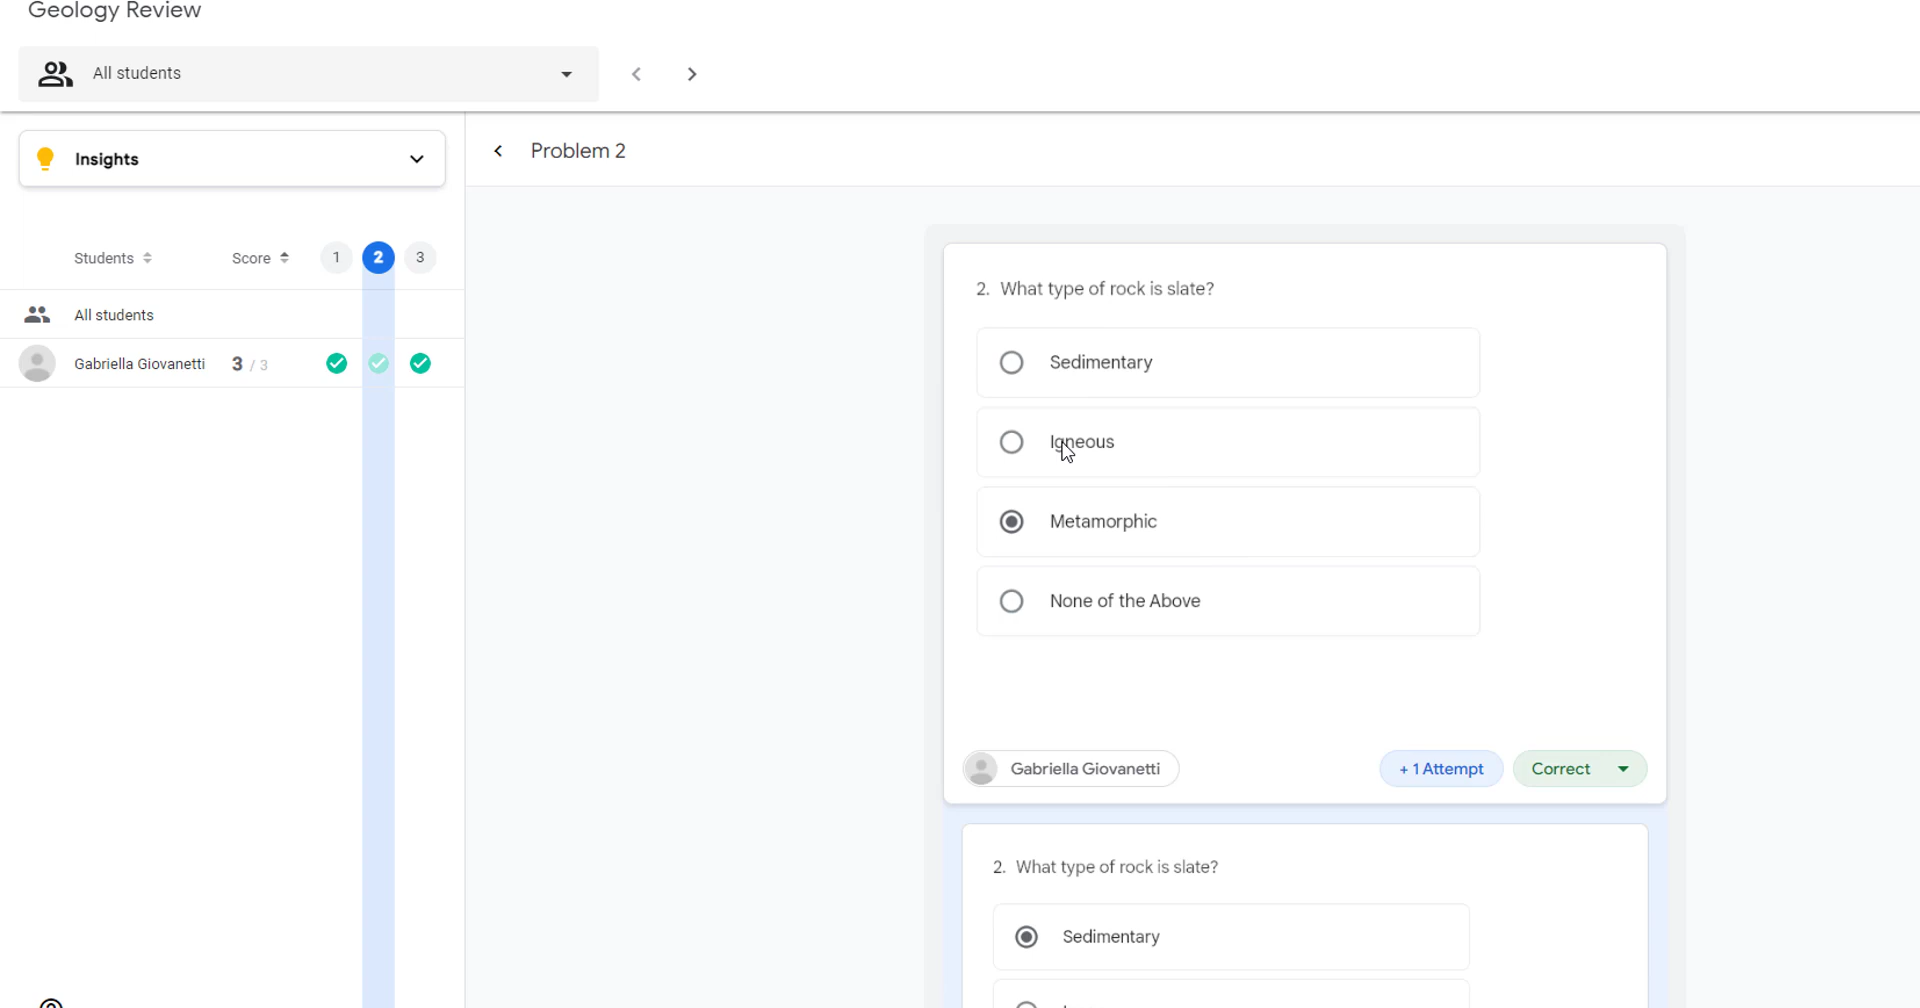 Geology Review
All students
Insights
Problem 2
Students Score 1 2 3
All students
Gabriella Giovanetti 3 / 3
2. What type of rock is slate?
Sedimentary
Igneous
Metamorphic
None of the Above
Gabriella Giovanetti + 1 Attempt Correct
2. What type of rock is slate?
Sedimentary